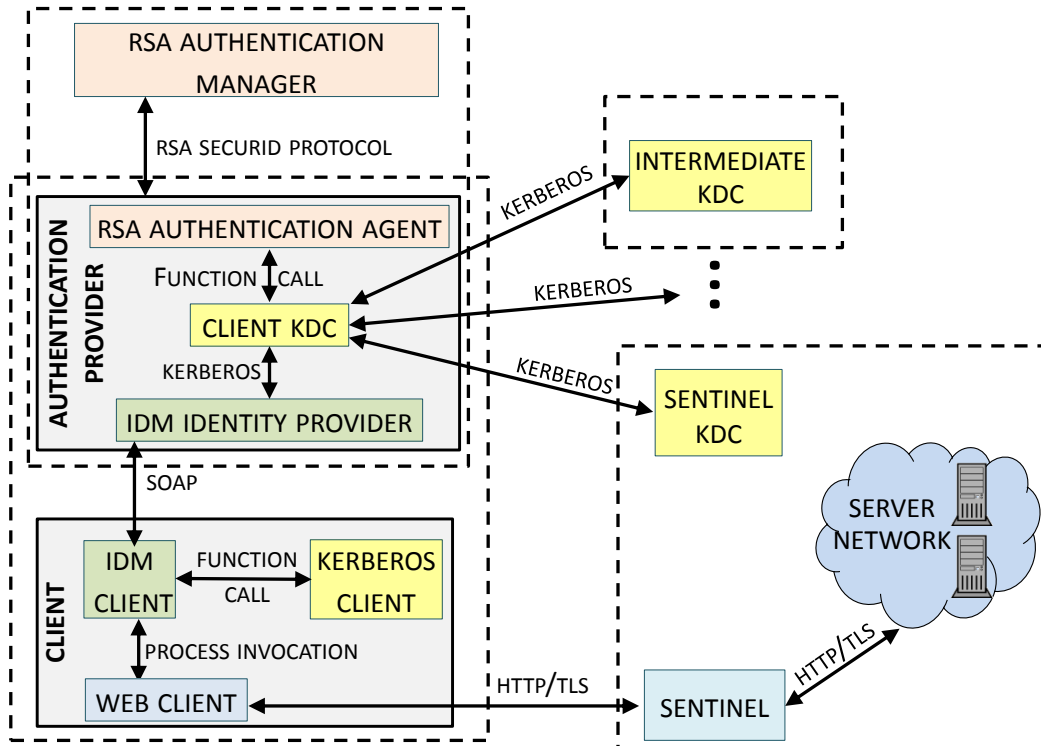 RSA AUTHENTICATION
MANAGER
RSA SECURID PROTOCOL
AUTHENTICATION
PROVIDER
RSA AUTHENTICATION AGENT
FUNCTION CALL
CLIENT KDC
KERBEROS
IDM IDENTITY PROVIDER
KERBEROS
INTERMEDIATE
KDC
KERBEROS
KERBEROS
SENTINEL
KDC
SOAP
CLIENT
IDM
CLIENT
FUNCTION
CALL
KERBEROS
CLIENT
PROCESS INVOCATION
WEB CLIENT
HTTP/TLS
SENTINEL
HTTP/TLS
SERVER
NETWORK